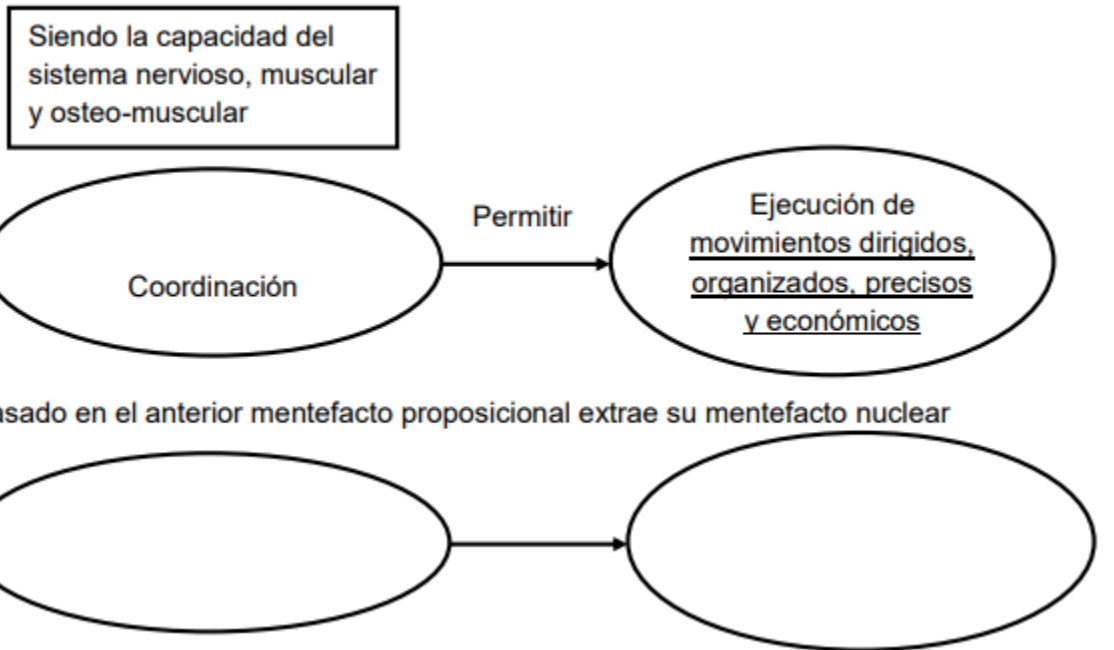 Siendo la capacidad del
sistema nervioso, muscular
y osteo-muscular
Permitir
Coordinación
Ejecución de
movimientos dirigidos,
organizados, precisos
y económicos
asado en el anterior mentefacto proposicional extrae su mentefacto nuclear